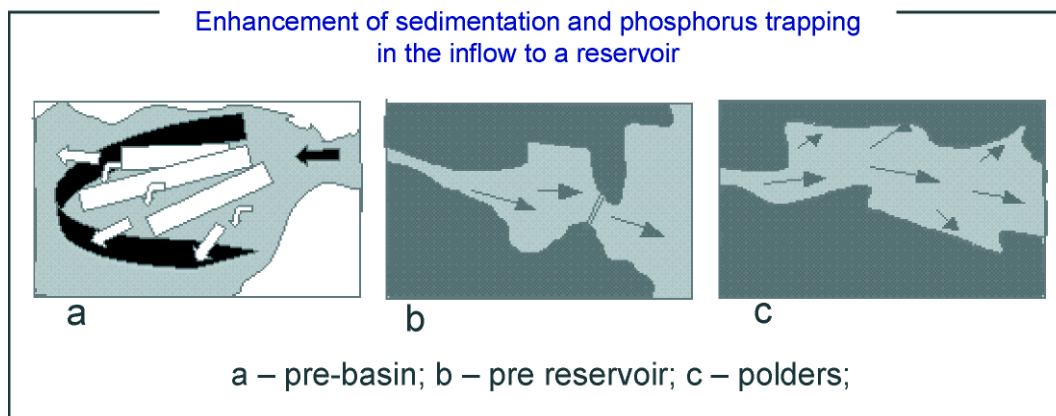 Enhancement of sedimentation and phosphorus trapping
in the inflow to a reservoir
a
b
c
a – pre-basin; b – pre reservoir; c – polders;